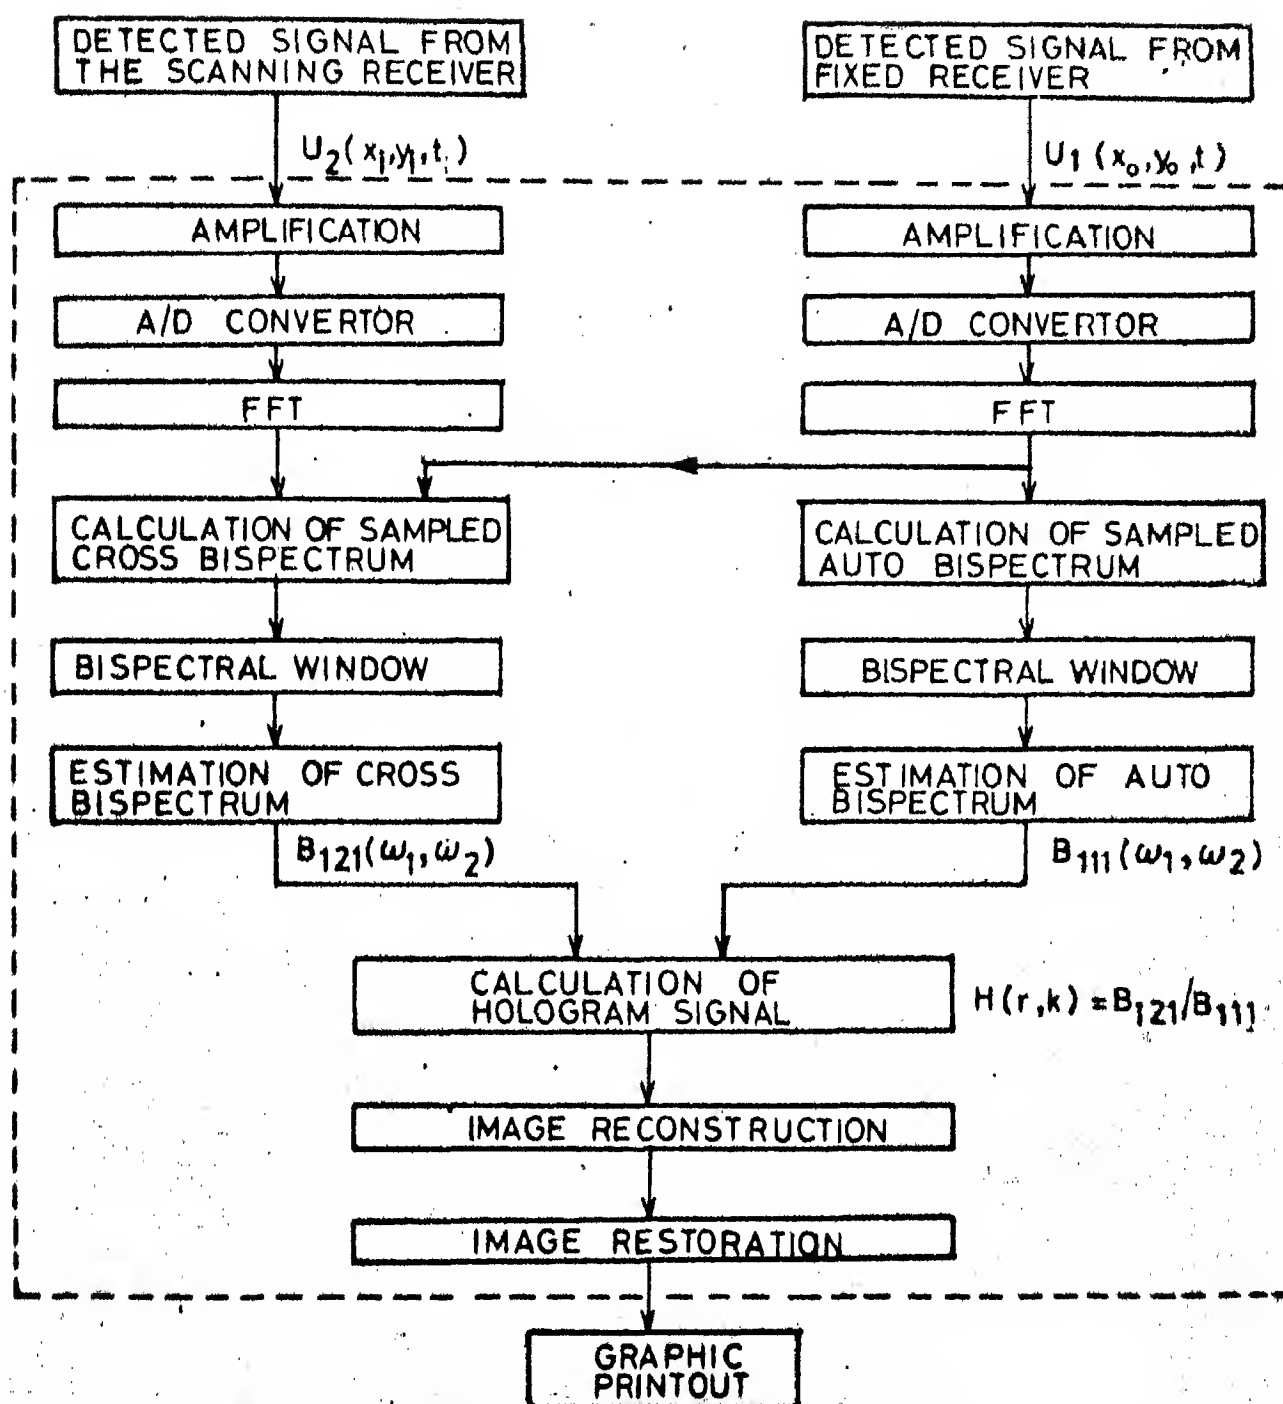 DETECTED SIGNAL FROM
THE SCANNING RECEIVER
DETECTED SIGNAL FROM
FIXED RECEIVER
U₂(x₁,y₁,t)
U₁(x₀,y₀,t)
AMPLIFICATION
AMPLIFICATION
A/D CONVERTOR
A/D CONVERTOR
FFT
FFT
CALCULATION OF SAMPLED
CROSS BISPECTRUM
CALCULATION OF SAMPLED
AUTO BISPECTRUM
BISPECTRAL WINDOW
BISPECTRAL WINDOW
ESTIMATION OF CROSS
BISPECTRUM
ESTIMATION OF AUTO
BISPECTRUM
B₁₂₁(ω₁,ω₂)
B₁₁₁(ω₁,ω₂)
CALCULATION OF
HOLOGRAM SIGNAL
H(r,k) = B₁₂₁/B₁₁₁
IMAGE RECONSTRUCTION
IMAGE RESTORATION
GRAPHIC
PRINTOUT